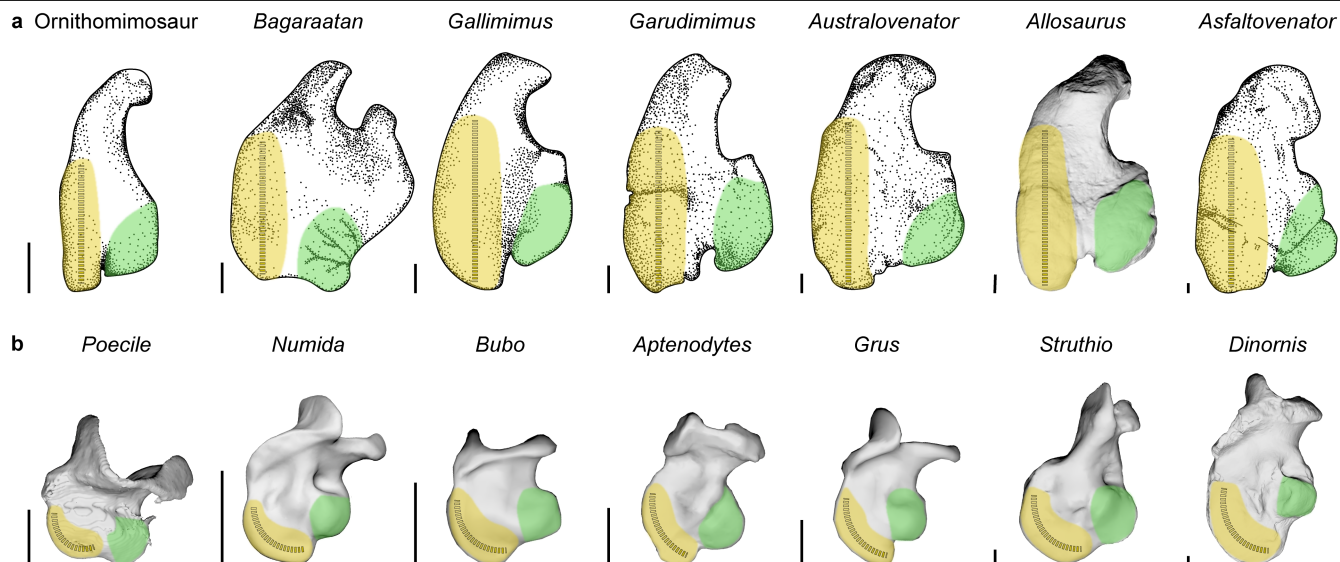 a Ornithomimosaur Bagaraatan Gallimimus Garudimimus Australovenator Allosaurus Asfaltovenator
b Poecile Numida Bubo Aptenodytes Grus Struthio Dinornis